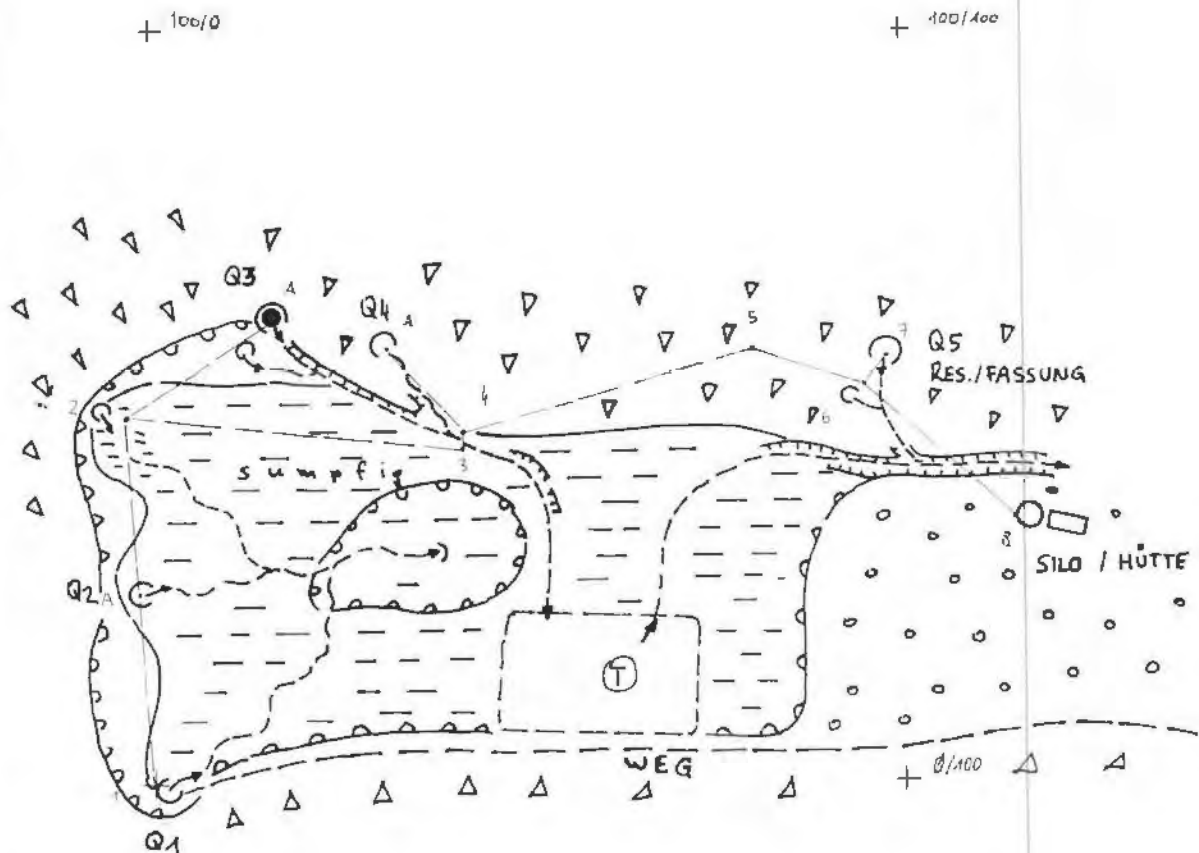 100/0
100/100
Q3
A
Q4
A
5
7
Q5
RES./FASSUNG
2
4
6
3
sumpfig
8
SILO / HÜTTE
Q2
A
T
WEG
0/100
1
Q1